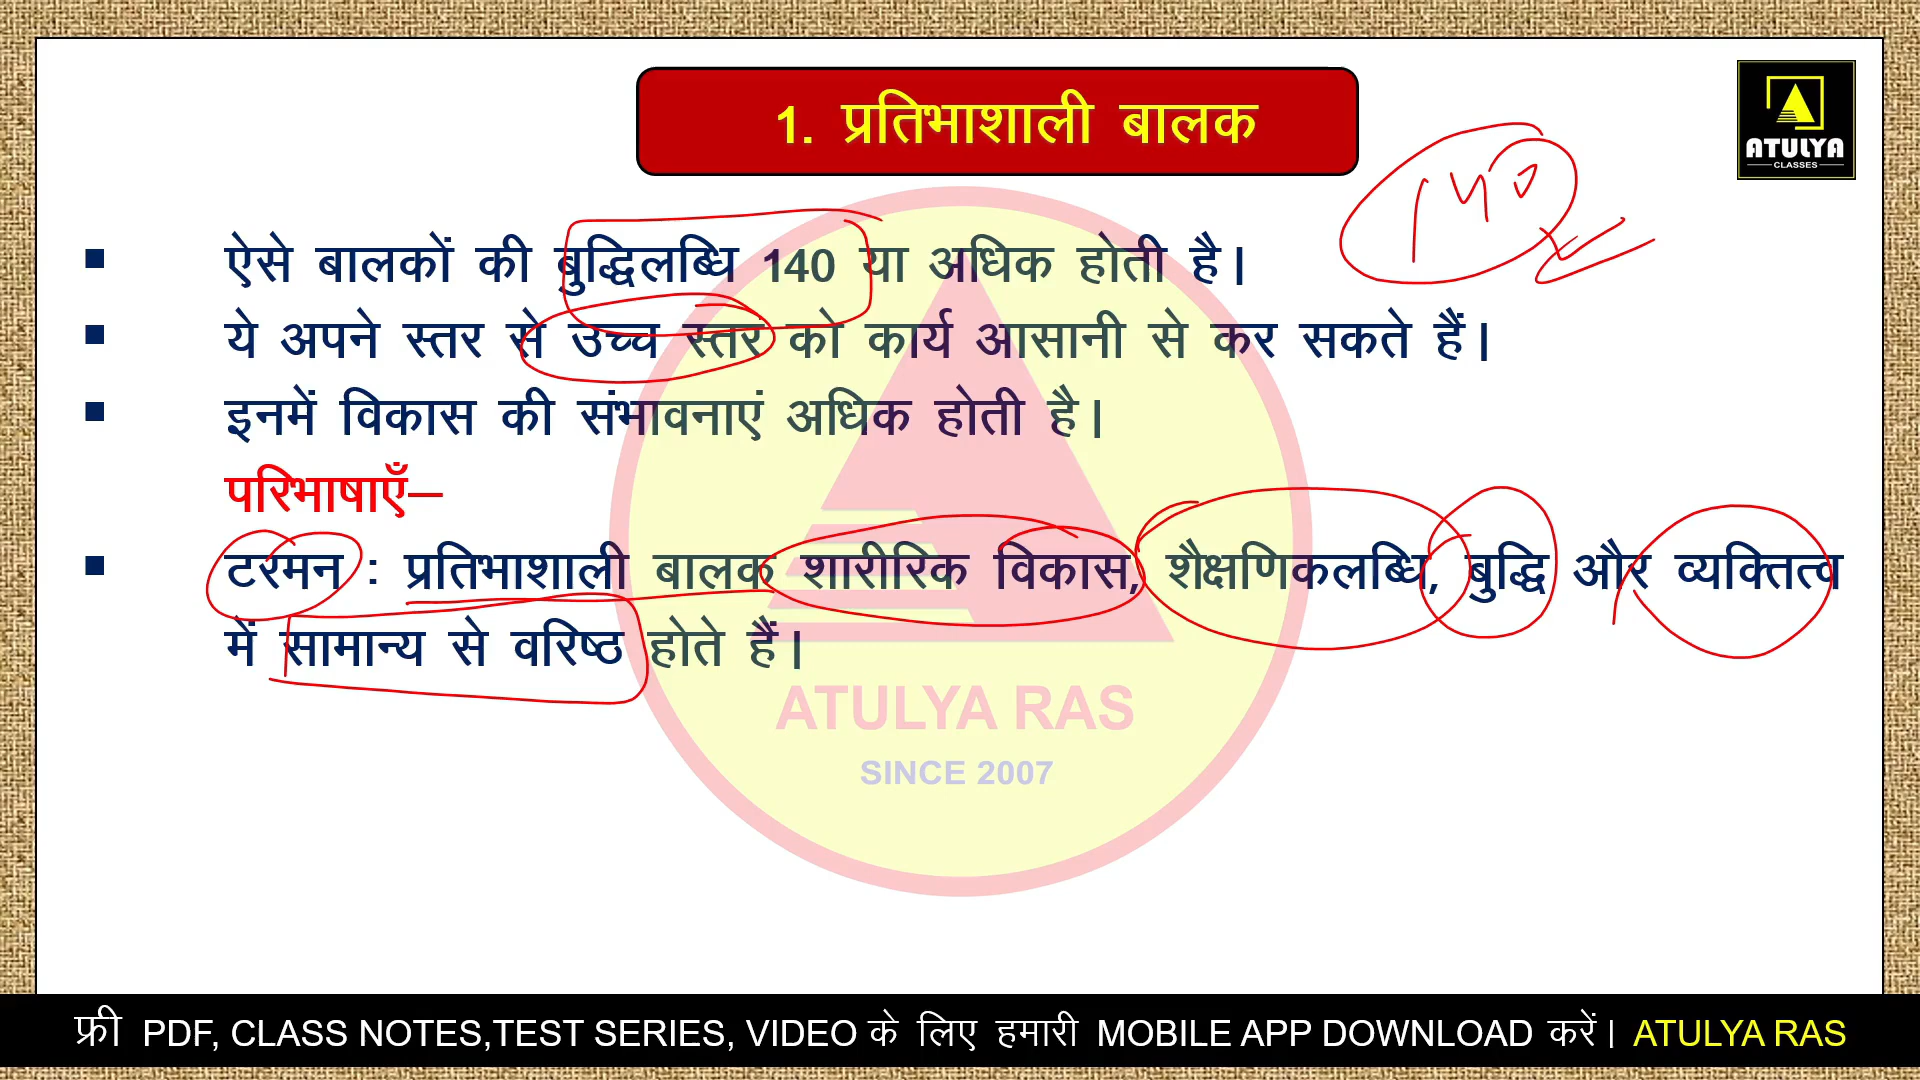 1. प्रतिभाशाली बालक
ATULYA
CLASSES
140
▪ ऐसे बालकों की बुद्धिलब्धि 140 या अधिक होती है।
▪ ये अपने स्तर से उच्च स्तर को कार्य आसानी से कर सकते हैं।
▪ इनमें विकास की संभावनाएं अधिक होती है।
परिभाषाएँ–
▪ टरमन : प्रतिभाशाली बालक शारीरिक विकास, शैक्षणिकलब्धि, बुद्धि और व्यक्तित्व
में सामान्य से वरिष्ठ होते हैं।
ATULYA RAS
SINCE 2007
फ्री PDF, CLASS NOTES,TEST SERIES, VIDEO के लिए हमारी MOBILE APP DOWNLOAD करें। ATULYA RAS